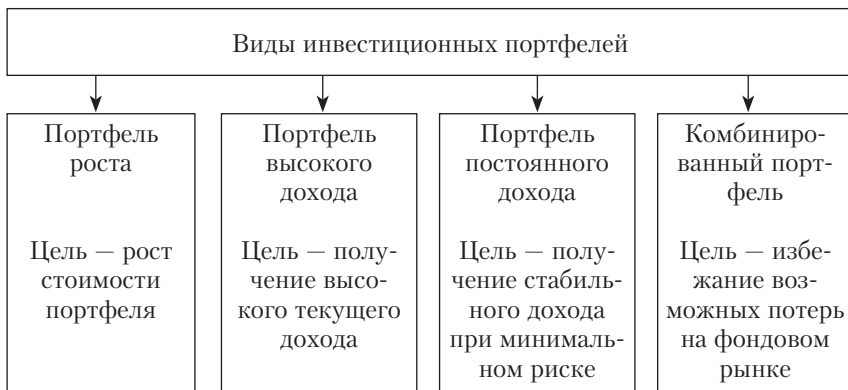 Виды инвестиционных портфелей
Портфель
роста
Цель — рост
стоимости
портфеля
Портфель
высокого
дохода
Цель — полу-
чение высо-
кого текущего
дохода
Портфель
постоянного
дохода
Цель — полу-
чение стабиль-
ного дохода
при минималь-
ном риске
Комбиниро-
ванный порт-
фель
Цель — избе-
жание воз-
можных потерь
на фондовом
рынке